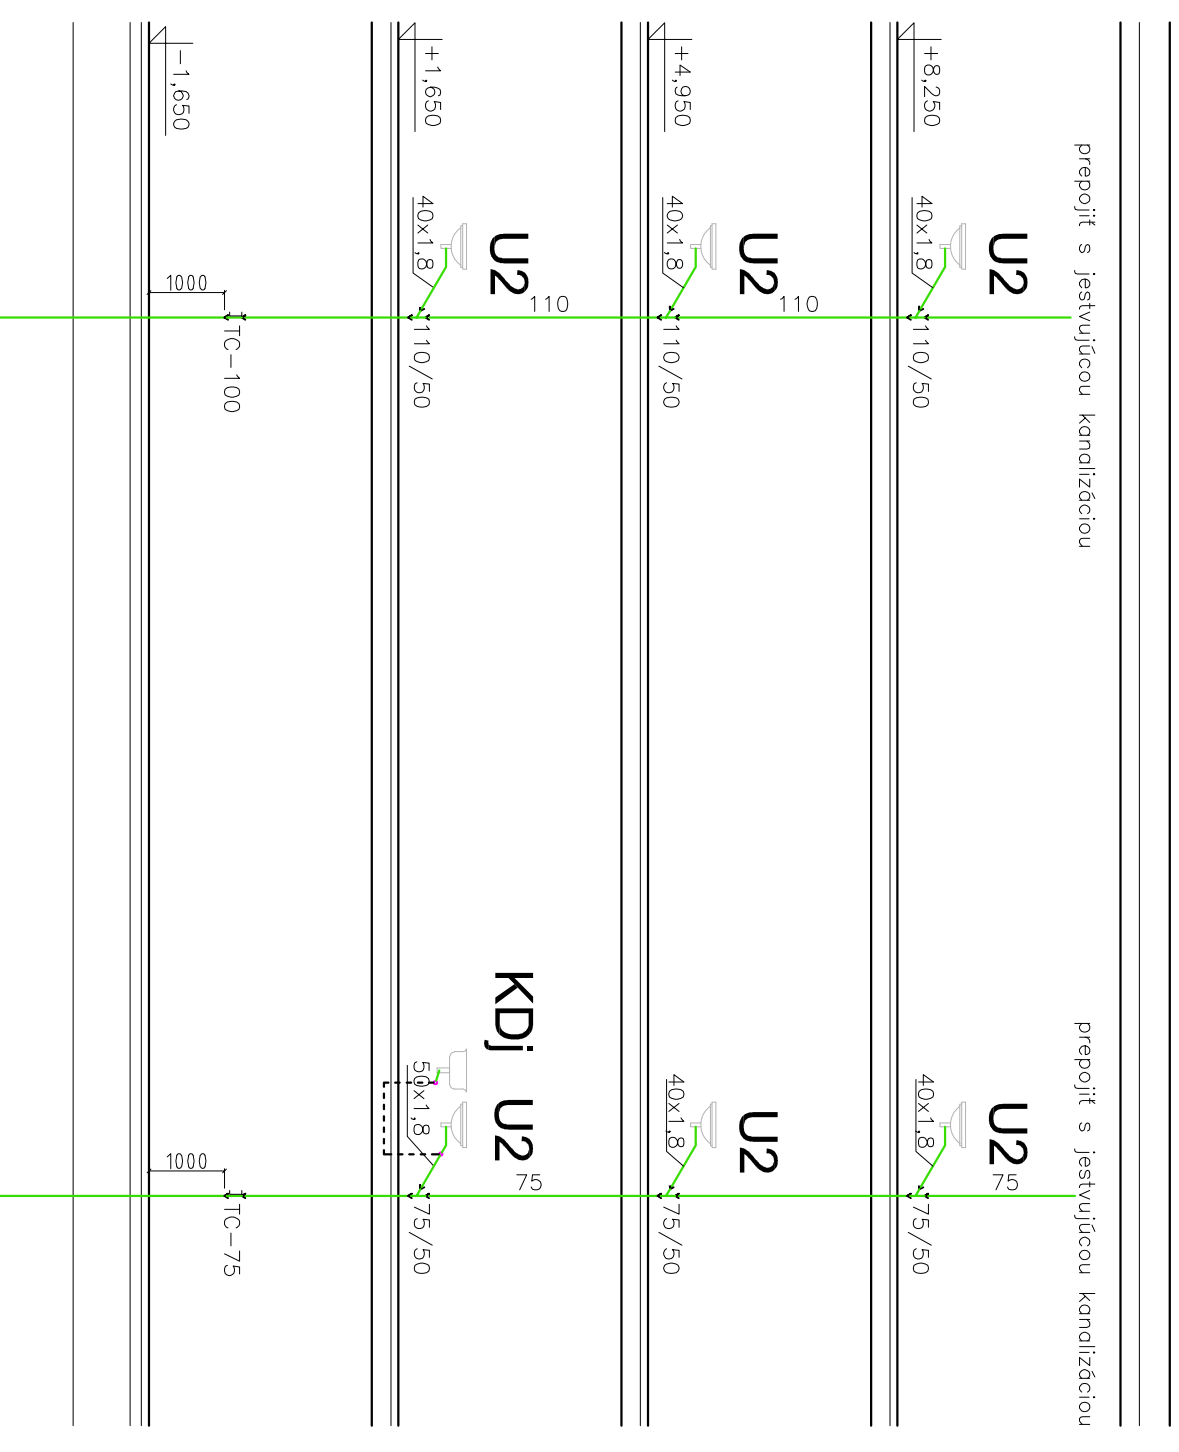 prepojiť s jestvujúcou kanalizáciou
prepojiť s jestvujúcou kanalizáciou
+8,250
U2
40x1,8
110/50
U2
40x1,8
75
75/50
+4,950
U2
40x1,8
110
110/50
U2
40x1,8
75/50
+1,650
U2
40x1,8
110
110/50
KDj
U2
50x1,8
75
75/50
-1,650
1000
TC-100
1000
TC-75